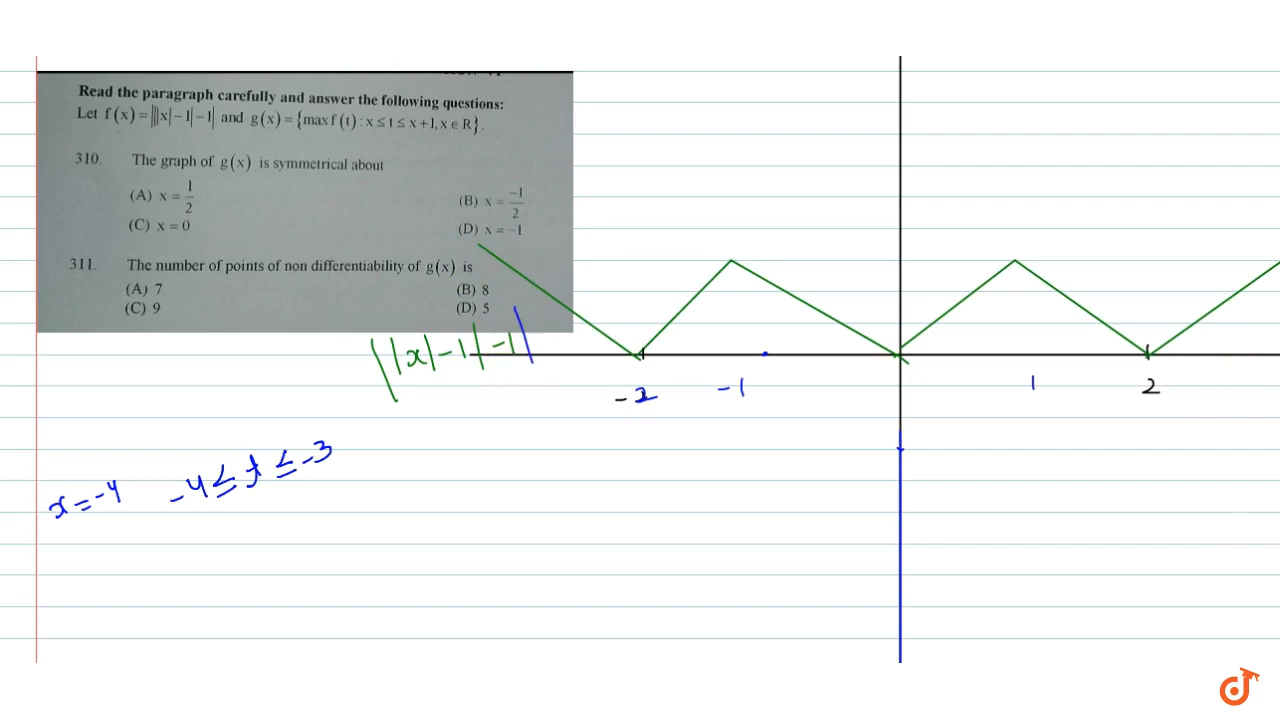 Read the paragraph carefully and answer the following questions:
Let f(x) = |||x| − 1| − 1| and g(x) = {max f(t) : x ≤ t ≤ x + 1, x ∈ R}.
310. The graph of g(x) is symmetrical about
(A) x = 1/2 (B) x = −1/2
(C) x = 0 (D) x = −1
311. The number of points of non differentiability of g(x) is
(A) 7 (B) 8
(C) 9 (D) 5
||x| − 1| − 1|
−2 −1 1 2
x = −4 −4 ≤ t ≤ −3